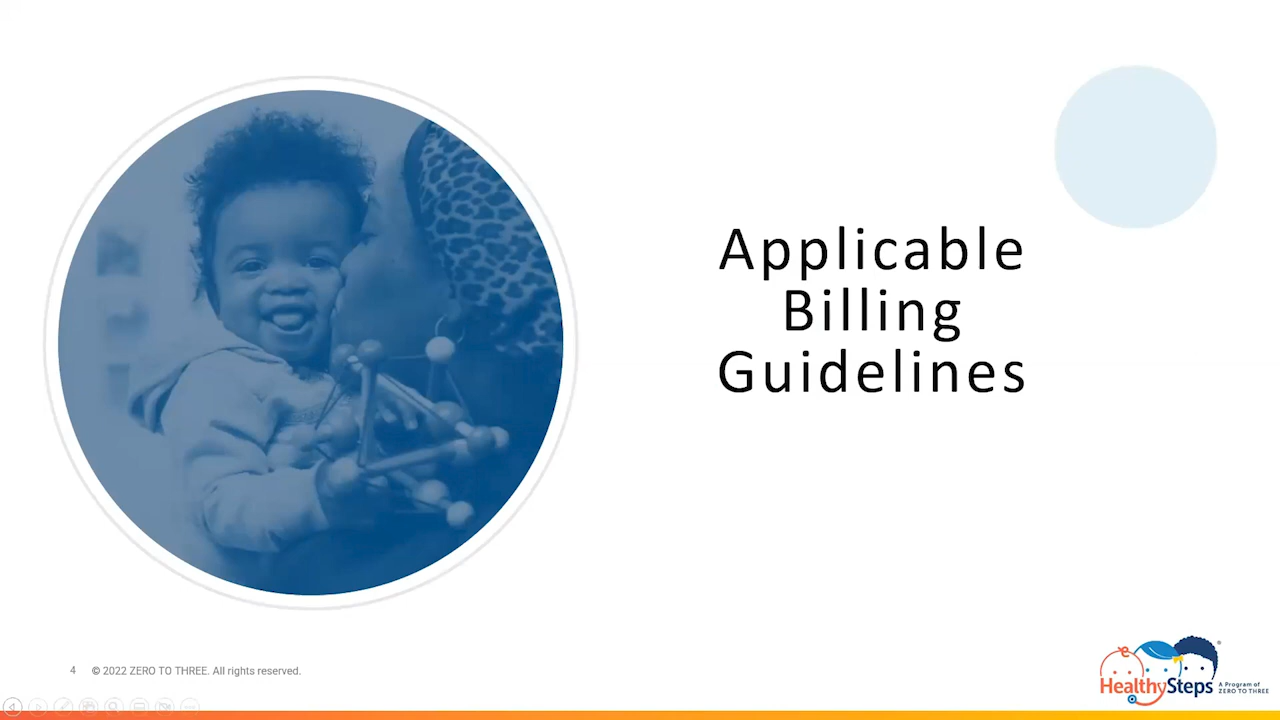 Applicable
Billing
Guidelines
4 © 2022 ZERO TO THREE. All rights reserved.
HealthySteps
®
A Program of
ZERO TO THREE